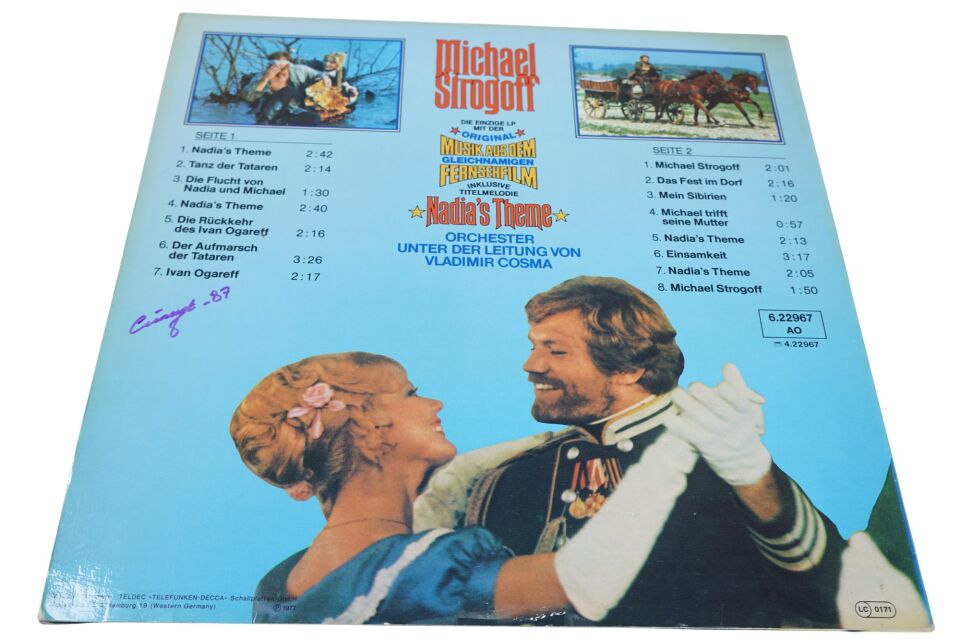 Michael
Strogoff
DIE EINZIGE LP
MIT DER
ORIGINAL
MUSIK AUS DEM
GLEICHNAMIGEN
FERNSEHFILM
INKLUSIVE
TITELMELODIE
Nadia's Theme
ORCHESTER
UNTER DER LEITUNG VON
VLADIMIR COSMA
SEITE 1
1. Nadia's Theme 2:42
2. Tanz der Tataren 2:14
3. Die Flucht von
Nadia und Michael 1:30
4. Nadia's Theme 2:40
5. Die Rückkehr
des Ivan Ogareff 2:16
6. Der Aufmarsch
der Tataren 3:26
7. Ivan Ogareff 2:17
-87
SEITE 2
1. Michael Strogoff 2:01
2. Das Fest im Dorf 2:16
3. Mein Sibirien 1:20
4. Michael trifft
seine Mutter 0:57
5. Nadia's Theme 2:13
6. Einsamkeit 3:17
7. Nadia's Theme 2:05
8. Michael Strogoff 1:50
6.22967
AO
4.22967
TELDEC »TELEFUNKEN-DECCA« Schallplatten-GmbH
Hamburg 19 (Western Germany)
℗ 1977
LC 0171